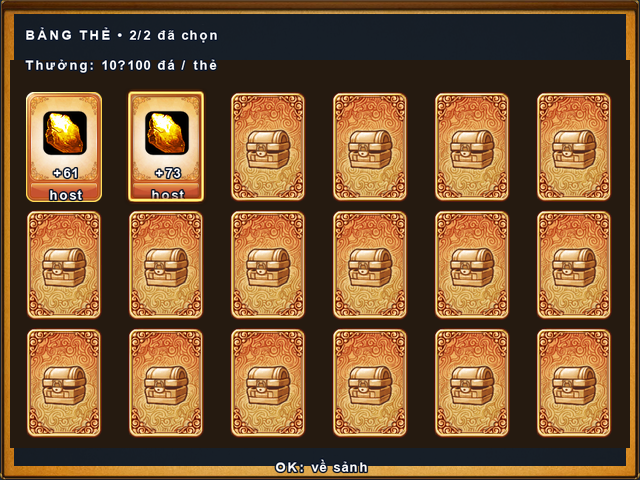 BẢNG THẺ • 2/2 đã chọn
Thưởng: 10?100 đá / thẻ
+61
+73
host
host
OK: về sảnh